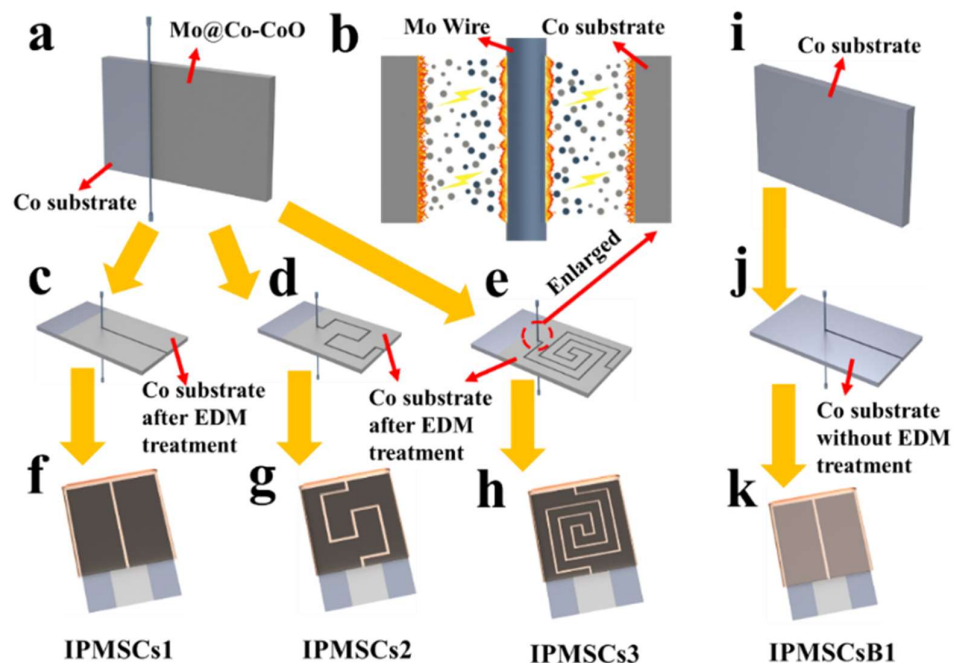 a
Mo@Co-CoO
Co substrate
b
Mo Wire
Co substrate
i
Co substrate
c
Co substrate
after EDM
treatment
d
Enlarged
e
Co substrate
after EDM
treatment
j
Co substrate
without EDM
treatment
f
IPMSCs1
g
IPMSCs2
h
IPMSCs3
k
IPMSCsB1